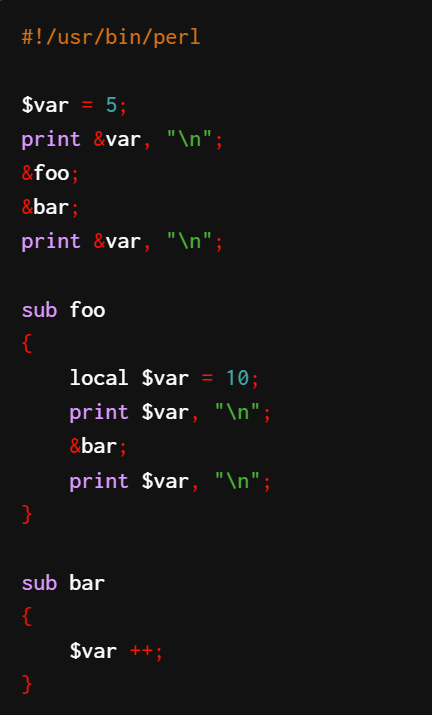 #!/usr/bin/perl
$var = 5;
print &var, "\n";
&foo;
&bar;
print &var, "\n";
sub foo
{
    local $var = 10;
    print $var, "\n";
    &bar;
    print $var, "\n";
}
sub bar
{
    $var ++;
}